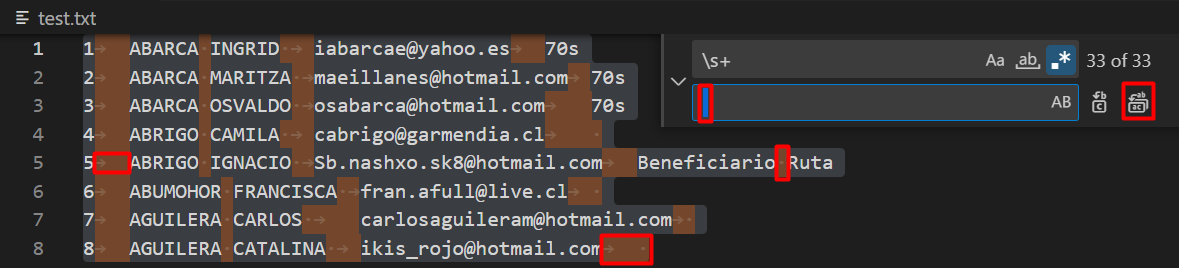 test.txt
\s+
Aa ab. .* 33 of 33
AB
1 1 ABARCA INGRID iabarcae@yahoo.es 70s
2 2 ABARCA MARITZA maeillanes@hotmail.com 70s
3 3 ABARCA OSVALDO osabarca@hotmail.com 70s
4 4 ABRIGO CAMILA cabrigo@garmendia.cl
5 5 ABRIGO IGNACIO Sb.nashxo.sk8@hotmail.com Beneficiario Ruta
6 6 ABUMOHOR FRANCISCA fran.afull@live.cl
7 7 AGUILERA CARLOS carlosaguileram@hotmail.com
8 8 AGUILERA CATALINA ikis_rojo@hotmail.com